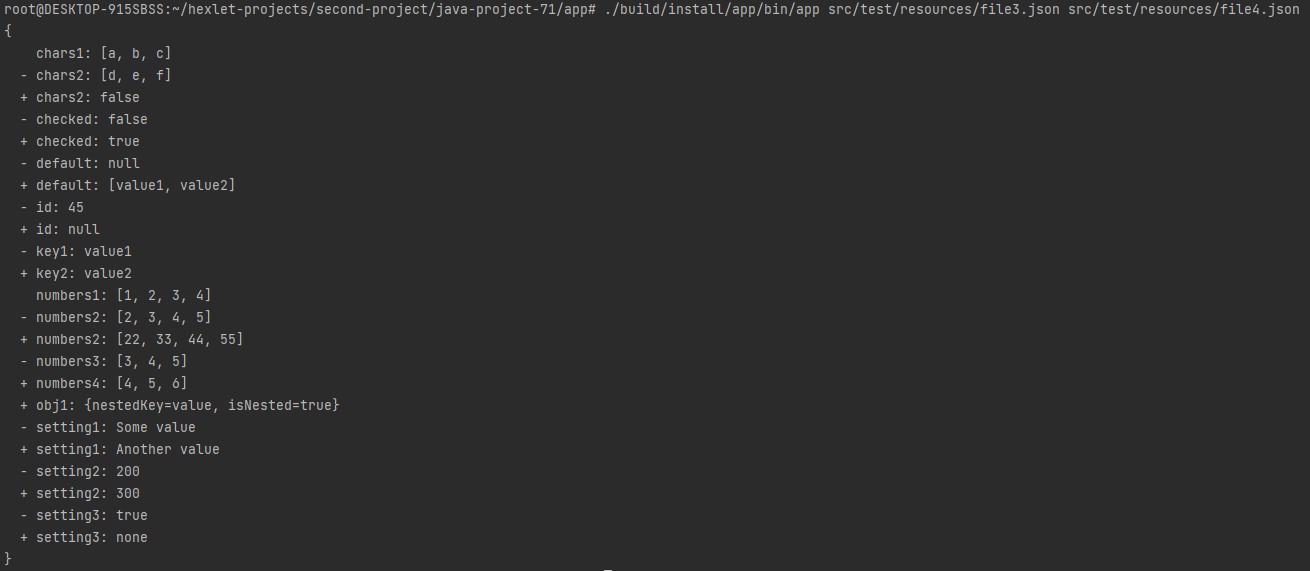 root@DESKTOP-915SBSS:~/hexlet-projects/second-project/java-project-71/app# ./build/install/app/bin/app src/test/resources/file3.json src/test/resources/file4.json
{
    chars1: [a, b, c]
  - chars2: [d, e, f]
  + chars2: false
  - checked: false
  + checked: true
  - default: null
  + default: [value1, value2]
  - id: 45
  + id: null
  - key1: value1
  + key2: value2
    numbers1: [1, 2, 3, 4]
  - numbers2: [2, 3, 4, 5]
  + numbers2: [22, 33, 44, 55]
  - numbers3: [3, 4, 5]
  + numbers4: [4, 5, 6]
  + obj1: {nestedKey=value, isNested=true}
  - setting1: Some value
  + setting1: Another value
  - setting2: 200
  + setting2: 300
  - setting3: true
  + setting3: none
}